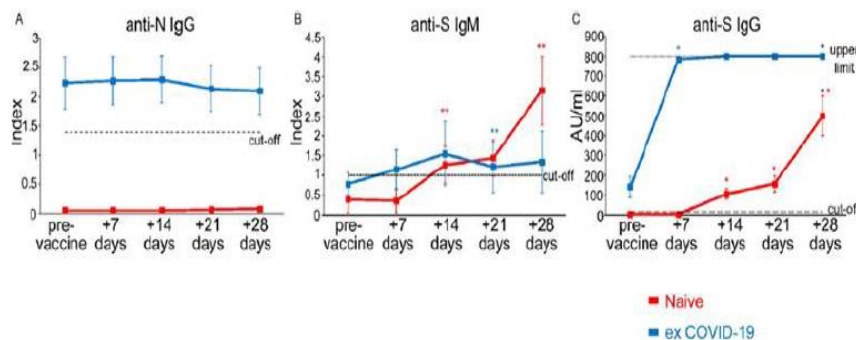 A
anti-N IgG
3
2.5
2
1.5
1
0.5
0
Index
cut-off
pre-vaccine
+7 days
+14 days
+21 days
+28 days
B
anti-S IgM
4.5
4
3.5
3
2.5
2
1.5
1
0.5
0
Index
**
**
**
cut-off
pre-vaccine
+7 days
+14 days
+21 days
+28 days
C
anti-S IgG
900
800
700
600
500
400
300
200
100
0
AU/ml
upper
limit
*
*
*
*
**
cut-off
pre-vaccine
+7 days
+14 days
+21 days
+28 days
Naive
ex COVID-19